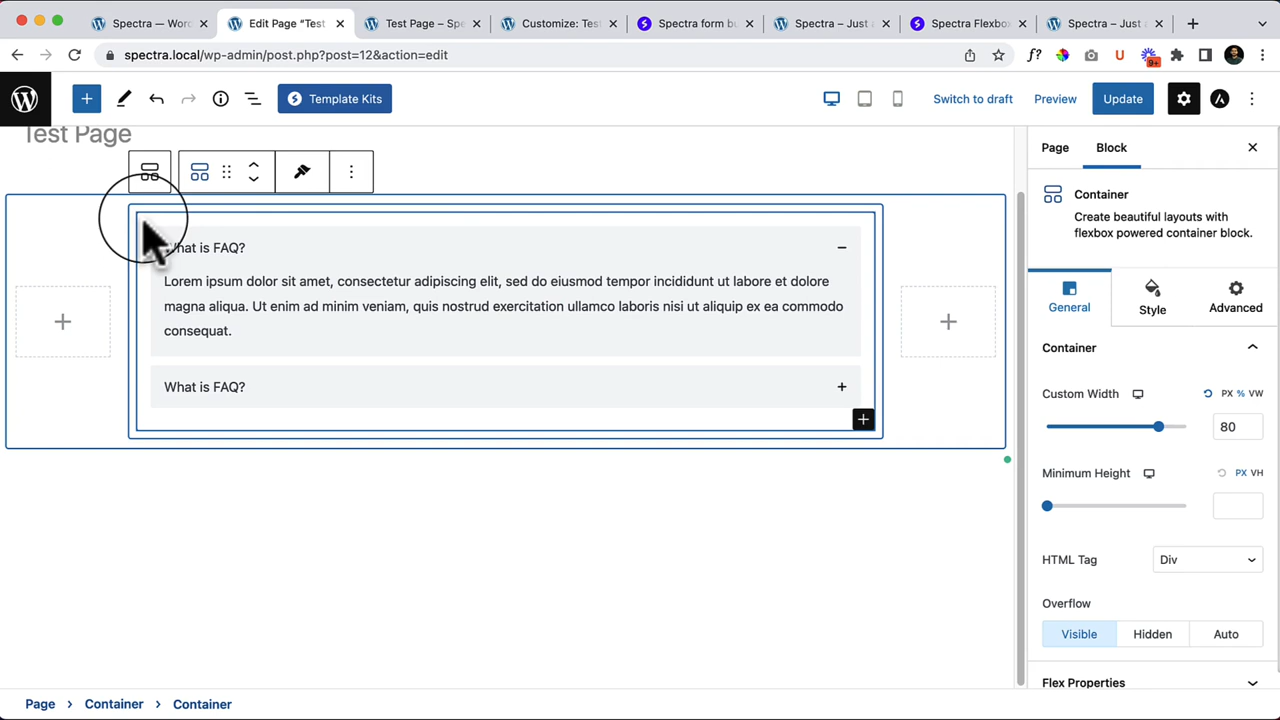 Spectra — Wor
Edit Page “Test
Test Page – Spe
Customize: Tes
Spectra form bu
Spectra – Just a
Spectra Flexbox
Spectra – Just a
spectra.local/wp-admin/post.php?post=12&action=edit
f?
U
9+
Template Kits
Switch to draft
Preview
Update
Test Page
Page
Block
Container
Create beautiful layouts with
flexbox powered container block.
General
Style
Advanced
What is FAQ?
Lorem ipsum dolor sit amet, consectetur adipiscing elit, sed do eiusmod tempor incididunt ut labore et dolore
magna aliqua. Ut enim ad minim veniam, quis nostrud exercitation ullamco laboris nisi ut aliquip ex ea commodo
consequat.
What is FAQ?
Container
Custom Width
PX % VW
80
Minimum Height
PX VH
HTML Tag
Div
Overflow
Visible
Hidden
Auto
Flex Properties
Page
Container
Container